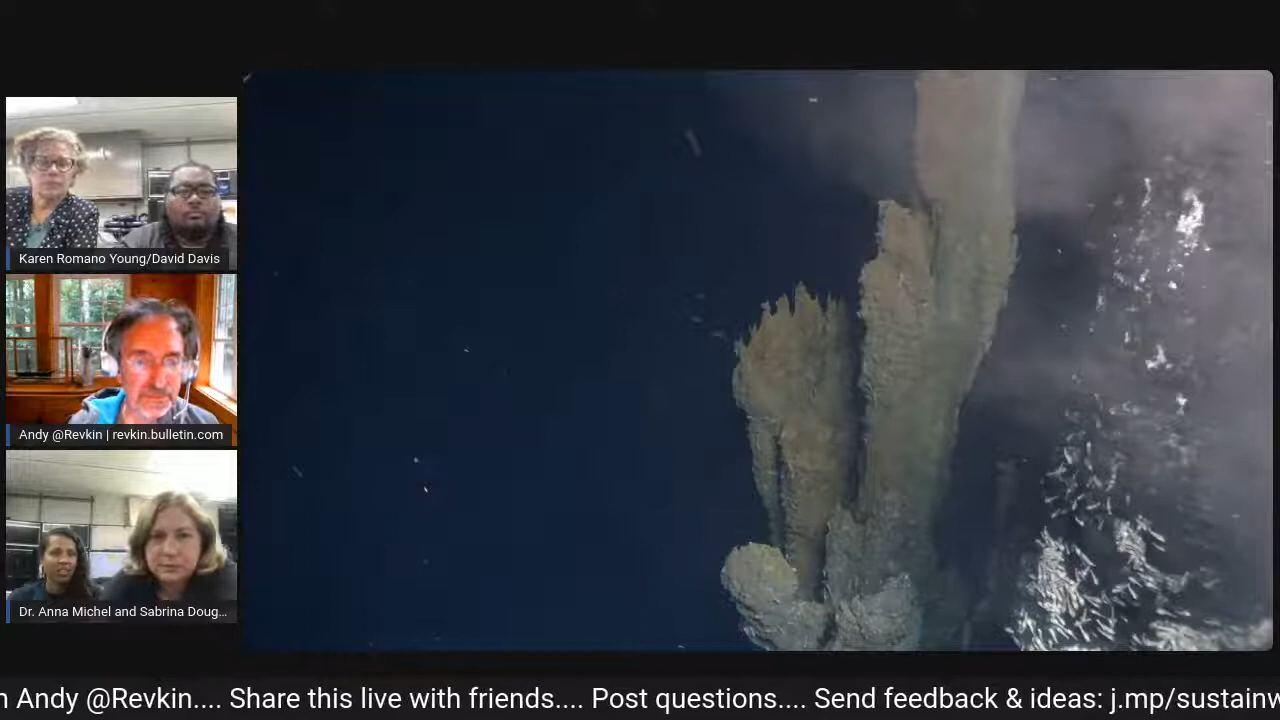 Karen Romano Young/David Davis
Andy @Revkin | revkin.bulletin.com
Dr. Anna Michel and Sabrina Doug...
n Andy @Revkin.... Share this live with friends.... Post questions.... Send feedback & ideas: j.mp/sustainw